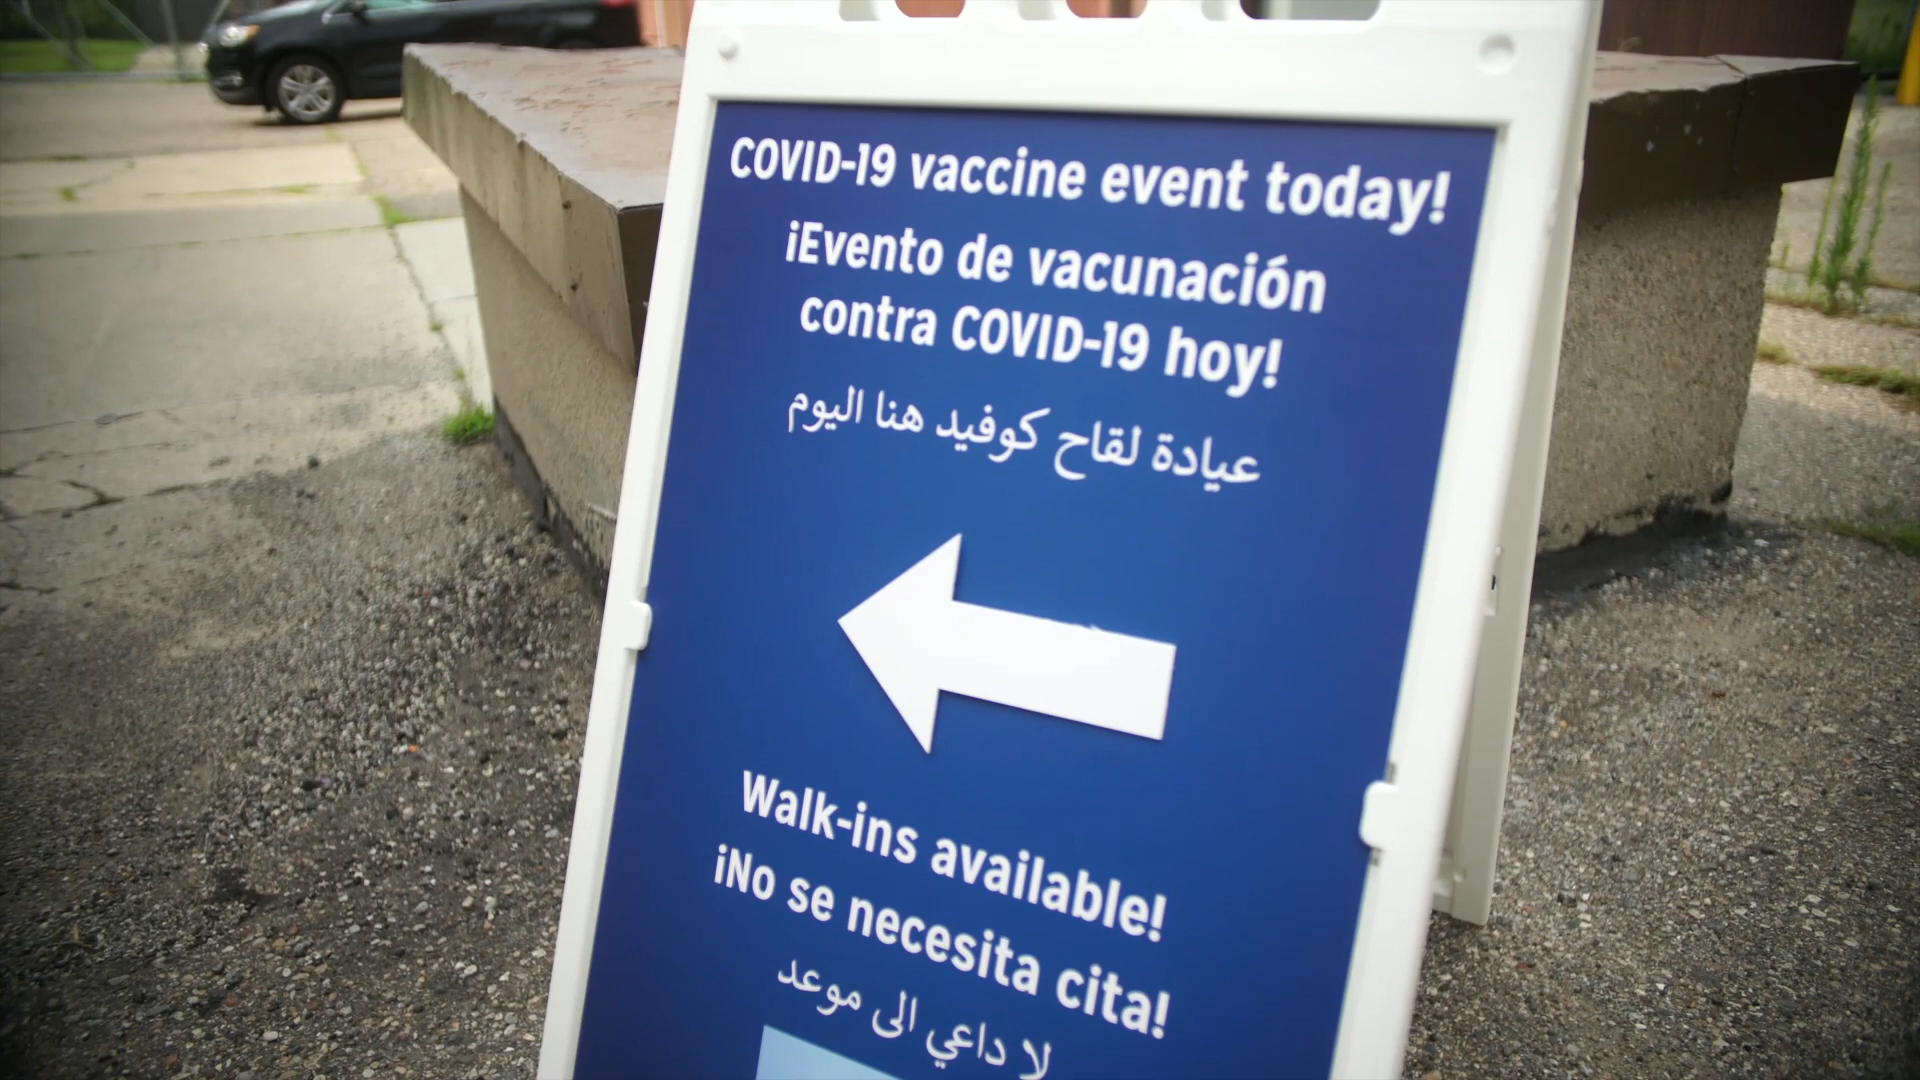 COVID-19 vaccine event today!
¡Evento de vacunación
contra COVID-19 hoy!
عيادة لقاح كوفيد هنا اليوم
Walk-ins available!
¡No se necesita cita!
لا داعي الى موعد